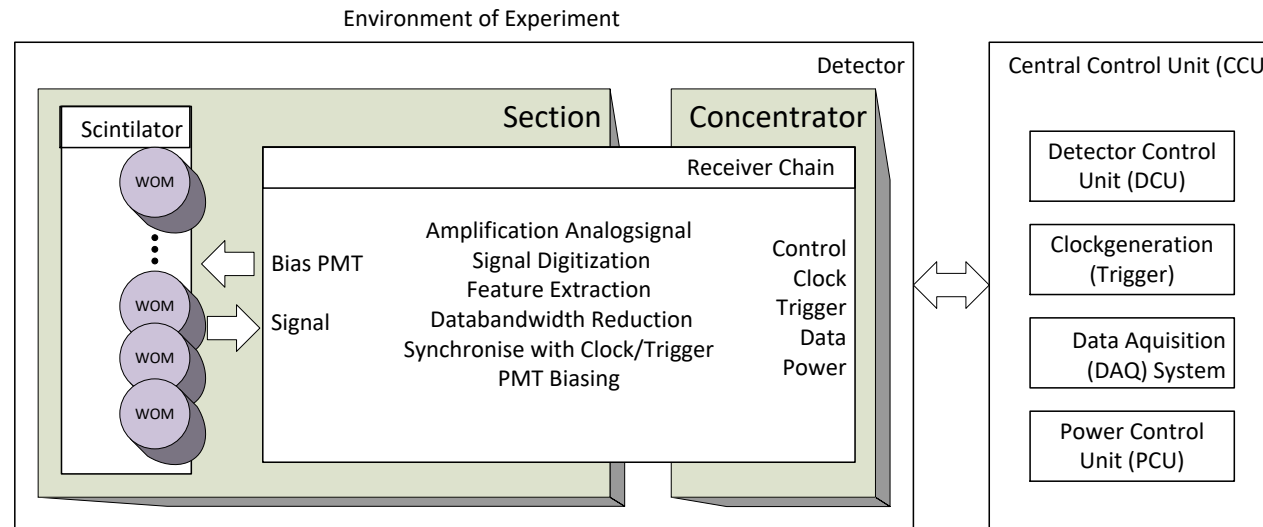 Environment of Experiment
Detector
Section
Scintilator
WOM
WOM
WOM
WOM
Bias PMT
Signal
Concentrator
Receiver Chain
Amplification Analogsignal
Signal Digitization
Feature Extraction
Databandwidth Reduction
Synchronise with Clock/Trigger
PMT Biasing
Control
Clock
Trigger
Data
Power
Central Control Unit (CCU
Detector Control
Unit (DCU)
Clockgeneration
(Trigger)
Data Aquisition
(DAQ) System
Power Control
Unit (PCU)